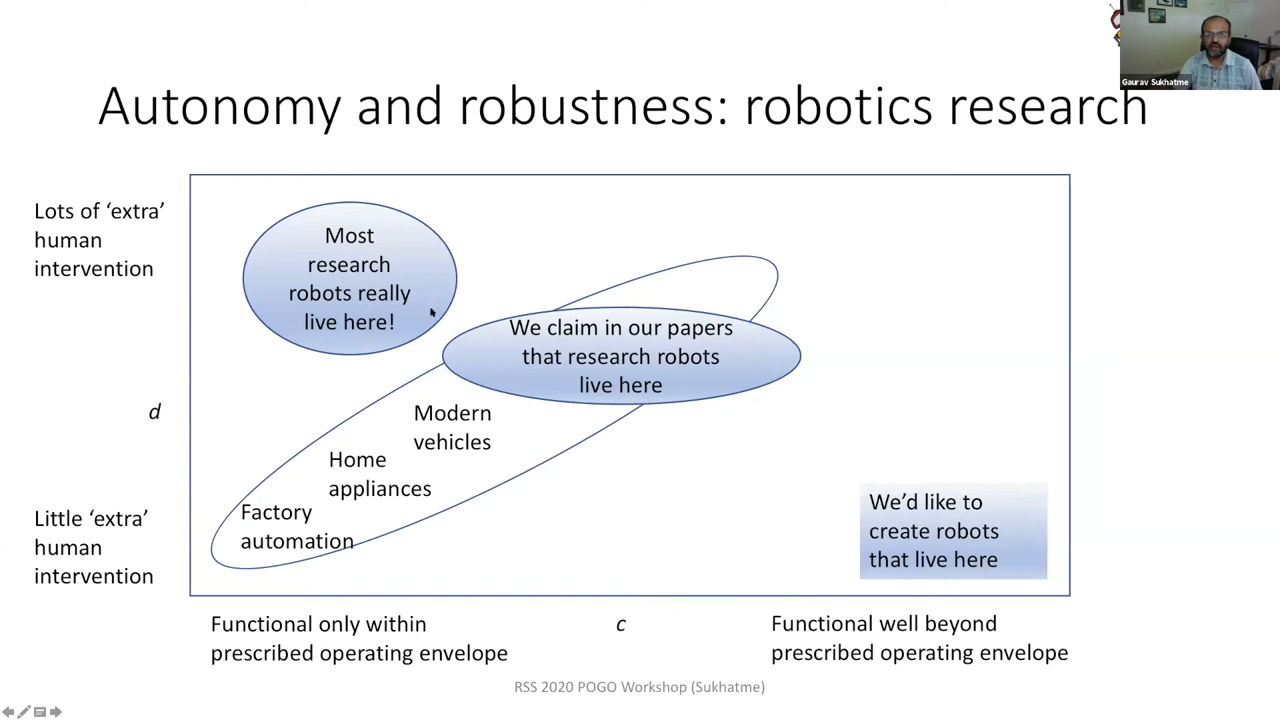 Gaurav Sukhatme
Autonomy and robustness: robotics research
Lots of ‘extra’
human
intervention
Most
research
robots really
live here!
We claim in our papers
that research robots
live here
d
Modern
vehicles
Home
appliances
Factory
automation
Little ‘extra’
human
intervention
We’d like to
create robots
that live here
Functional only within
prescribed operating envelope
c
Functional well beyond
prescribed operating envelope
RSS 2020 POGO Workshop (Sukhatme)